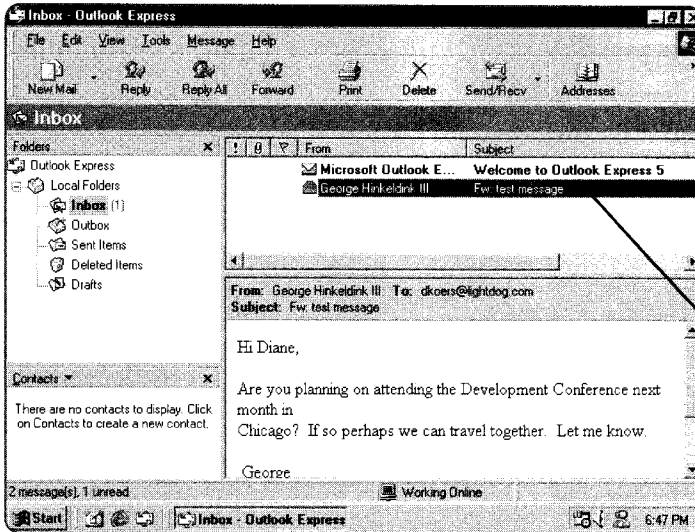 Inbox - Outlook Express
File Edit View Tools Message Help
New Mail Reply Reply All Forward Print Delete Send/Recv Addresses
Inbox
Folders
Outlook Express
Local Folders
Inbox (1)
Outbox
Sent Items
Deleted Items
Drafts
! From Subject
Microsoft Outlook E... Welcome to Outlook Express 5
George Hinkeldink III Fw: test message
From: George Hinkeldink III To: dkoers@lightdog.com
Subject: Fw: test message
Hi Diane,
Are you planning on attending the Development Conference next
month in
Chicago? If so perhaps we can travel together. Let me know.
George
Contacts
There are no contacts to display. Click
on Contacts to create a new contact.
2 message(s), 1 unread Working Online
Start Inbox - Outlook Express 6:47 PM